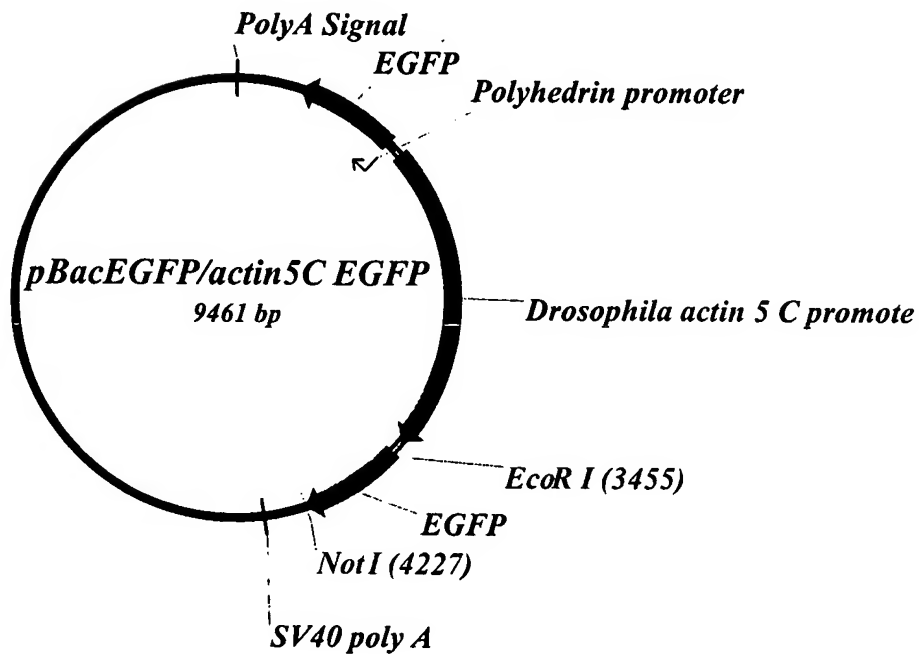 PolyA Signal
EGFP
Polyhedrin promoter
pBacEGFP/actin5C EGFP
9461 bp
Drosophila actin 5 C promote
EcoR I (3455)
EGFP
NotI (4227)
SV40 poly A